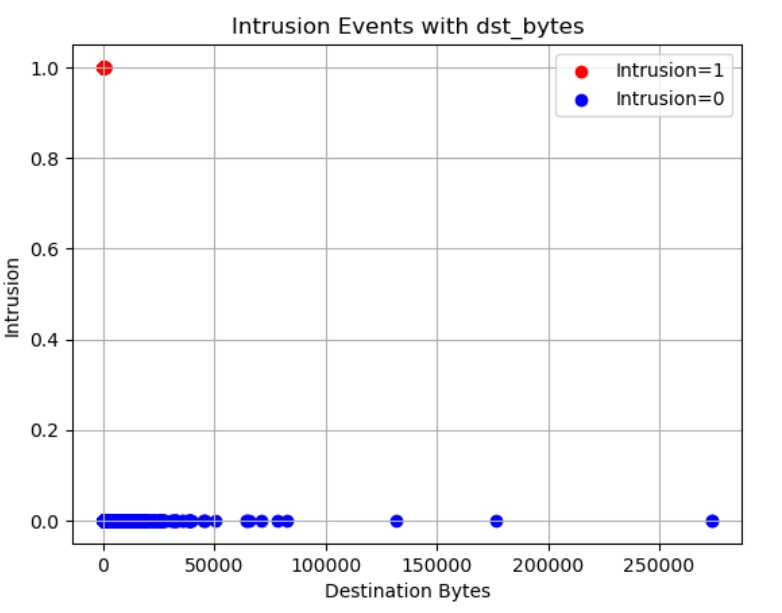 Intrusion Events with dst_bytes
Intrusion=1
Intrusion=0
1.0
0.8
0.6
0.4
0.2
0.0
Intrusion
0 50000 100000 150000 200000 250000
Destination Bytes